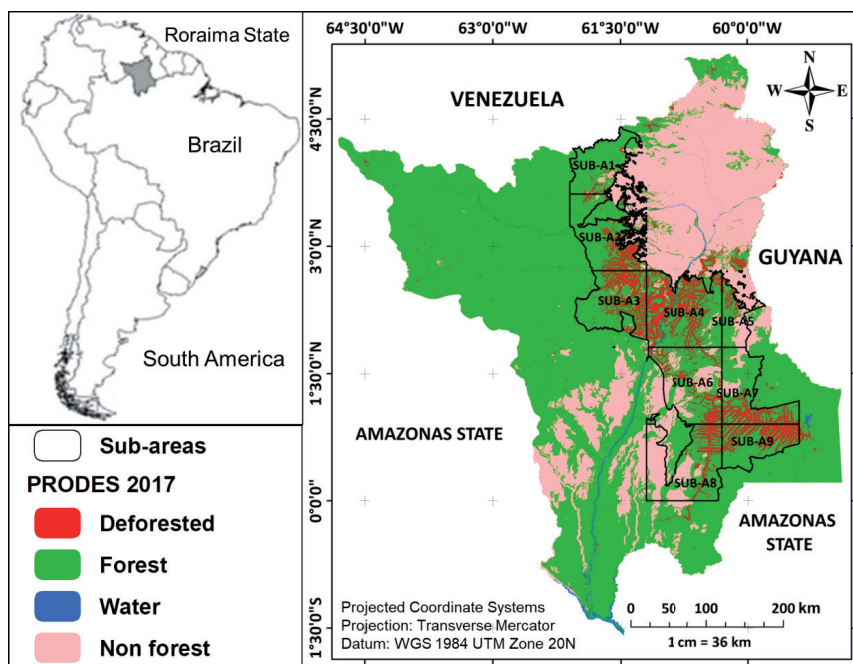 Roraima State
Brazil
South America
Sub-areas
PRODES 2017
Deforested
Forest
Water
Non forest
64°30'0"W 63°0'0"W 61°30'0"W 60°0'0"W
4°30'0"N
3°0'0"N
1°30'0"N
0°0'0"
1°30'0"S
N
W E
S
VENEZUELA
GUYANA
SUB-A1
SUB-A2
SUB-A3
SUB-A4
SUB-A5
SUB-A6
SUB-A7
SUB-A9
SUB-A8
AMAZONAS STATE
AMAZONAS
STATE
Projected Coordinate Systems
Projection: Transverse Mercator
Datum: WGS 1984 UTM Zone 20N
0 50 100 200 km
1 cm = 36 km